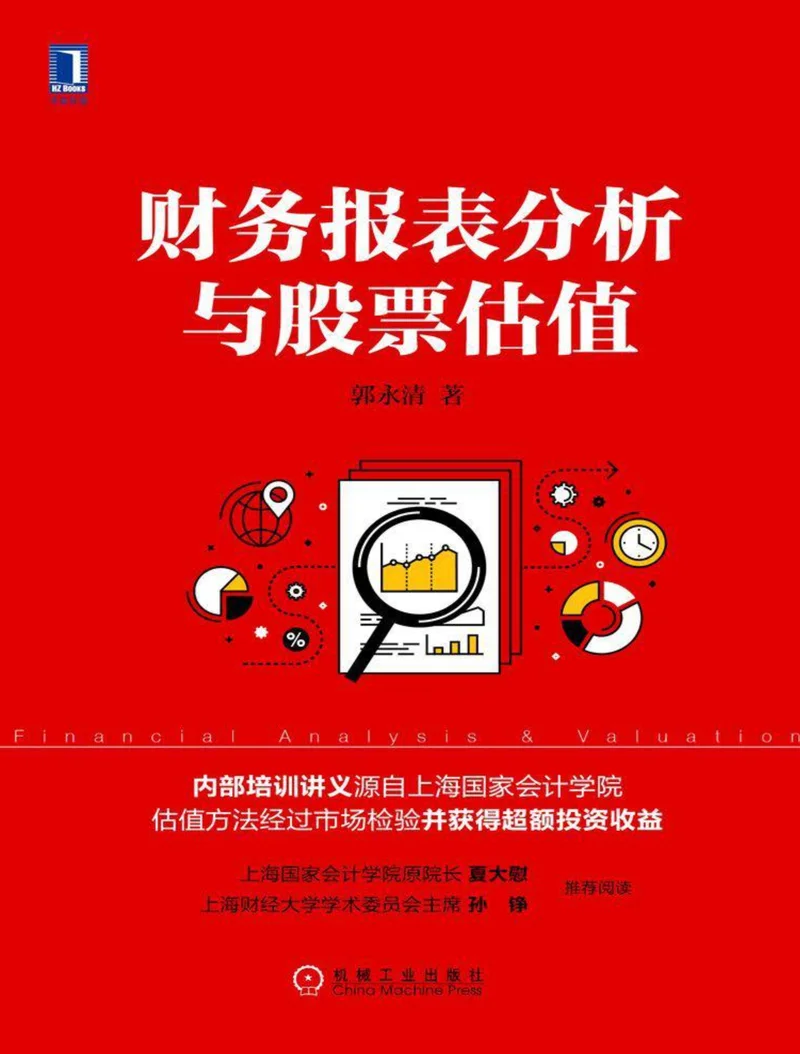 HZ BOOKS
财务报表分析
与股票估值
郭永清 著
%
Financial Analysis & Valuation
内部培训讲义源自上海国家会计学院
估值方法经过市场检验并获得超额投资收益
上海国家会计学院原院长 夏大慰
上海财经大学学术委员会主席 孙 铮
推荐阅读
机械工业出版社
China Machine Press